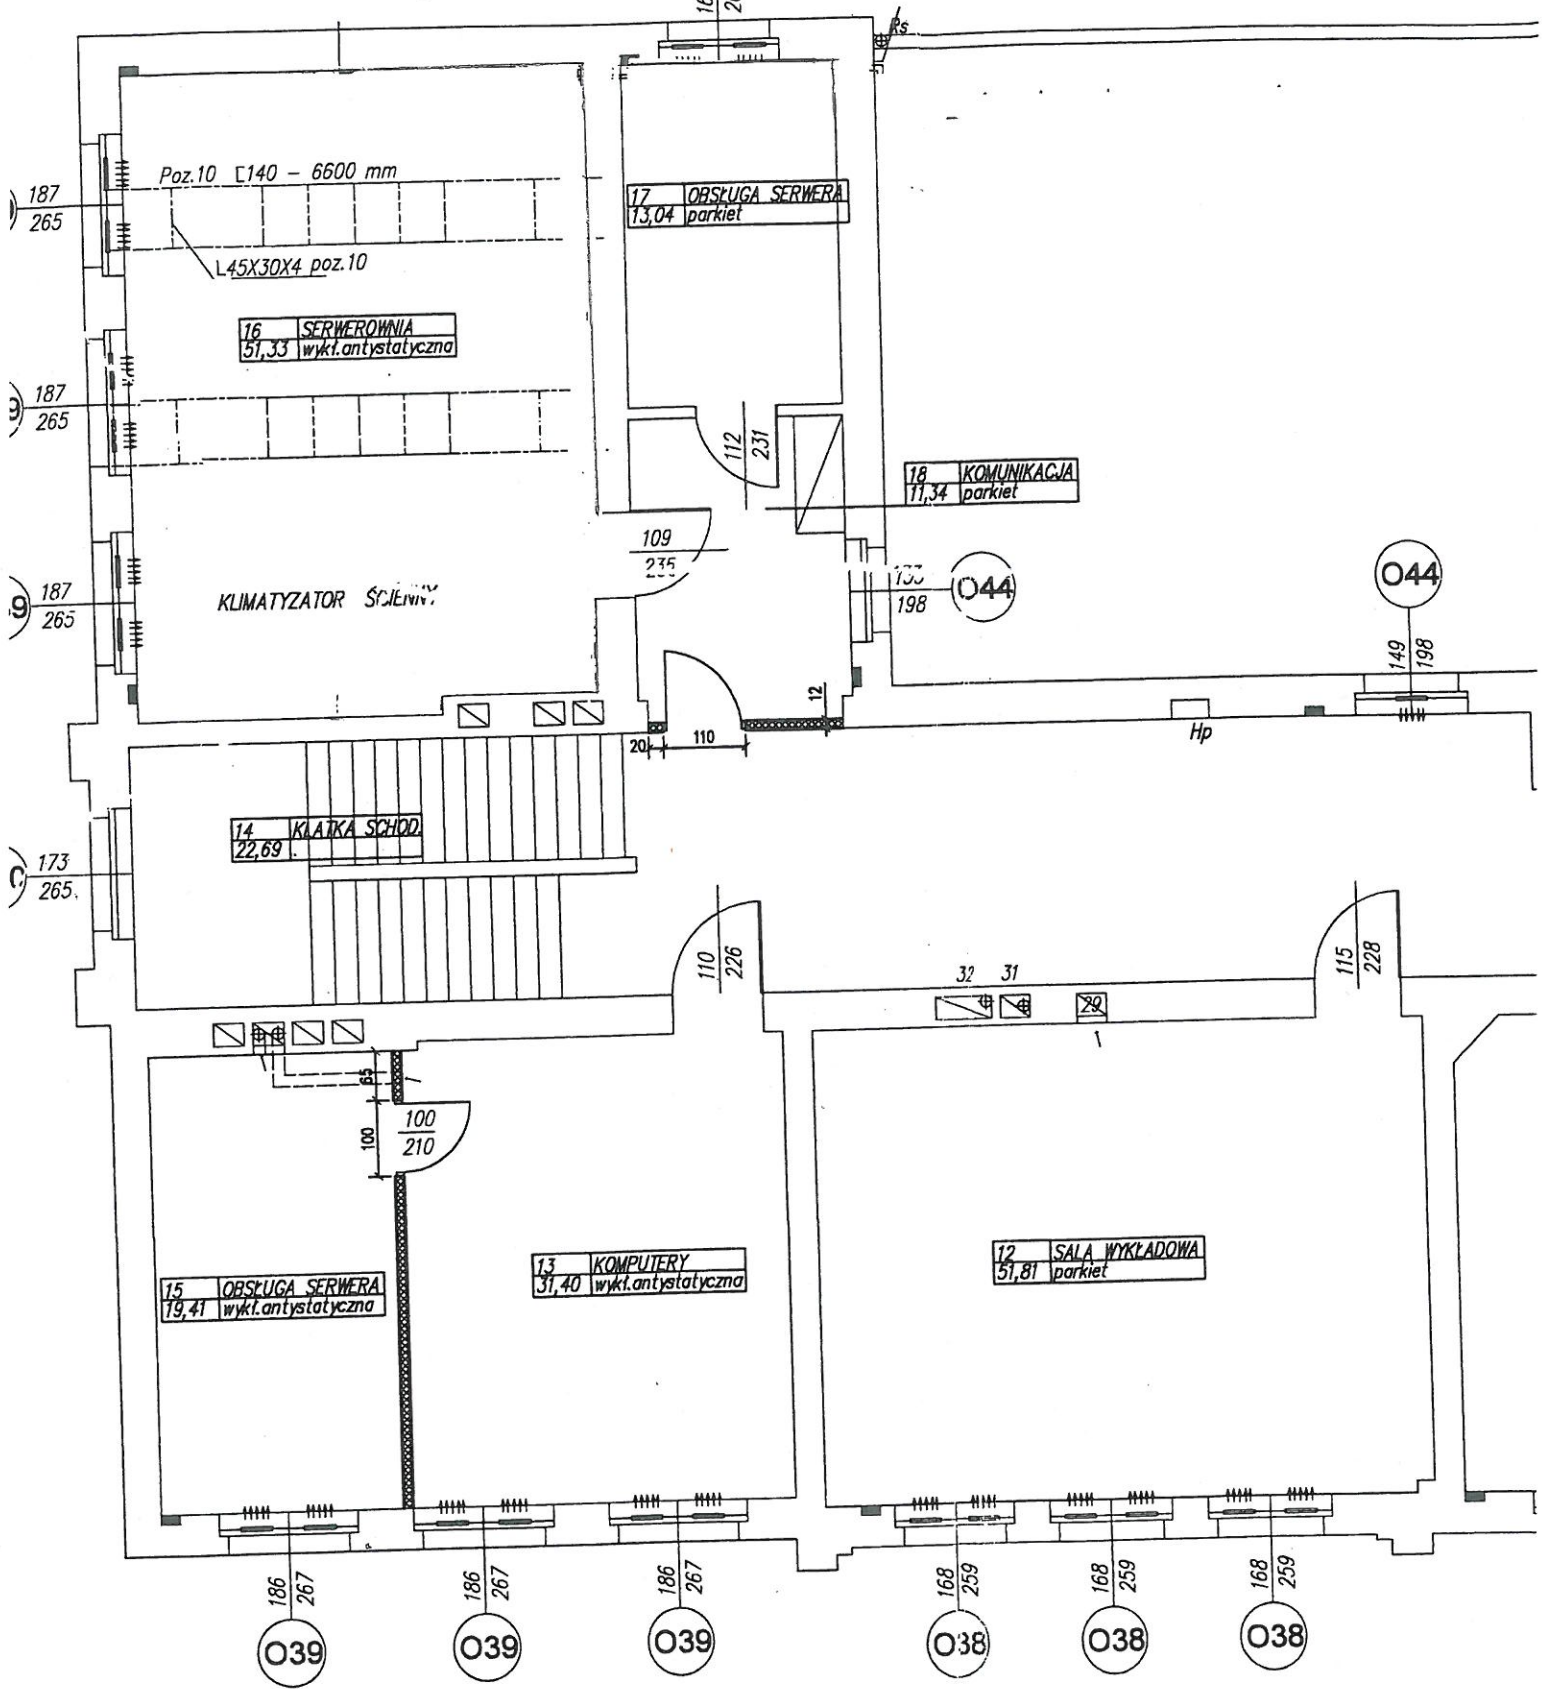 Rs
Poz.10 [140 – 6600 mm
187
265
L45X30X4 poz.10
17 OBSŁUGA SERWERA
13,04 parkiet
16 SERWEROWNIA
51,33 wykł.antystatyczna
187
265
112
231
18 KOMUNIKACJA
11,34 parkiet
109
235
KLIMATYZATOR ŚCIENNY
187
265
133
198
O44
O44
149
198
12
20
110
Hp
14 KLATKA SCHOD.
22,69
173
265
110
226
115
228
32
31
29
65
100
100
210
15 OBSŁUGA SERWERA
19,41 wykł.antystatyczna
13 KOMPUTERY
31,40 wykł.antystatyczna
12 SALA WYKŁADOWA
51,81 parkiet
186
267
186
267
186
267
168
259
168
259
168
259
O39
O39
O39
O38
O38
O38